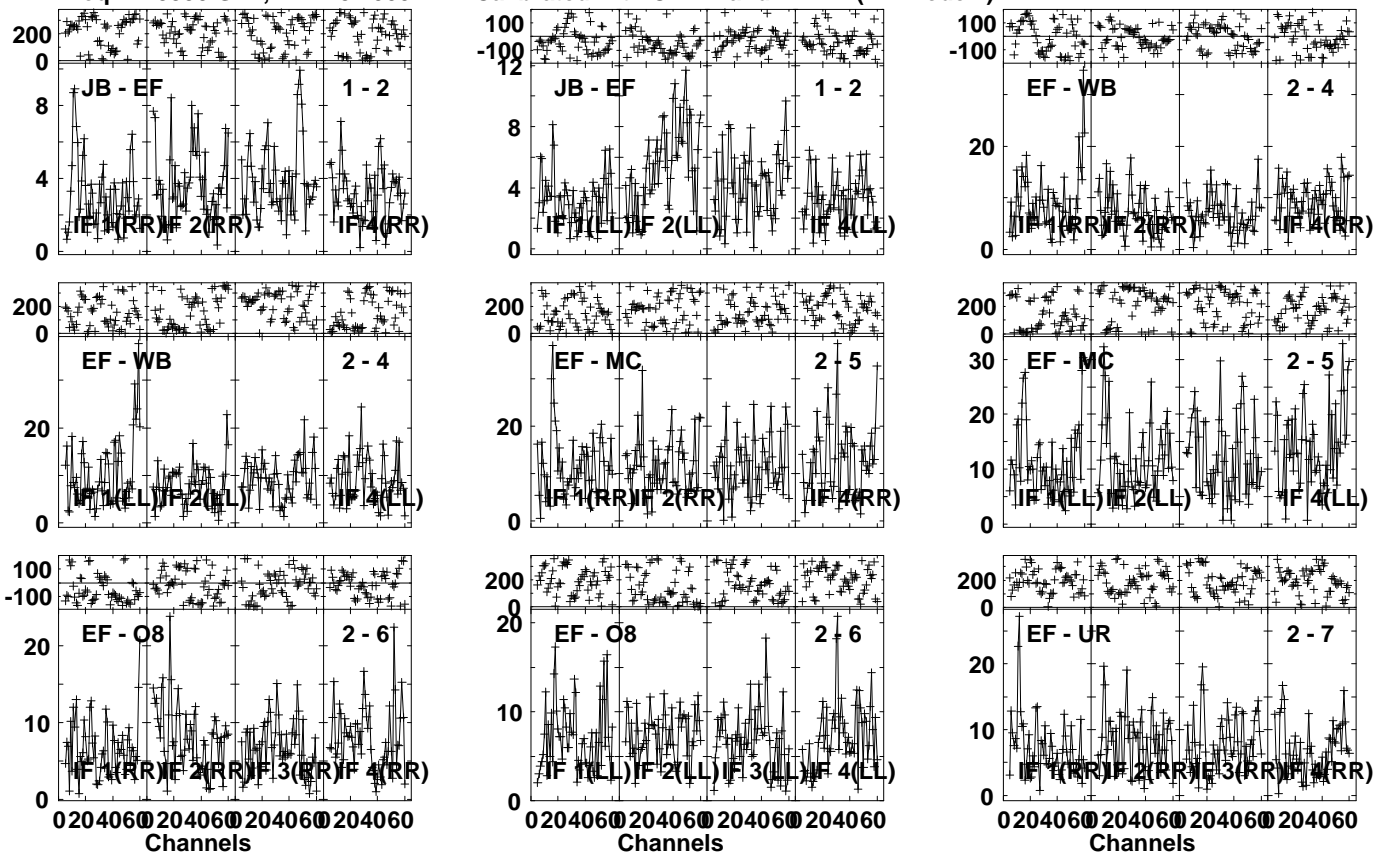 200
0
100
-100
100
-100
JB - EF 1 - 2
8
4
0
IF 1(RR) IF 2(RR) IF 4(RR)
JB - EF 1 - 2
12
8
4
0
IF 1(LL) IF 2(LL) IF 4(LL)
EF - WB 2 - 4
20
0
IF 1(RR) IF 2(RR) IF 4(RR)
200
0
200
0
200
0
EF - WB 2 - 4
20
0
IF 1(LL) IF 2(LL) IF 4(LL)
EF - MC 2 - 5
20
0
IF 1(RR) IF 2(RR) IF 4(RR)
EF - MC 2 - 5
30
20
10
0
IF 1(LL) IF 2(LL) IF 4(LL)
100
-100
200
0
200
0
EF - O8 2 - 6
20
10
0
IF 1(RR) IF 2(RR) IF 3(RR) IF 4(RR)
EF - O8 2 - 6
20
10
0
IF 1(LL) IF 2(LL) IF 3(LL) IF 4(LL)
EF - UR 2 - 7
20
10
0
IF 1(RR) IF 2(RR) IF 3(RR) IF 4(RR)
0 20 40 60 0 20 40 60 0 20 40 60 0 20 40 60
0 20 40 60 0 20 40 60 0 20 40 60 0 20 40 60
0 20 40 60 0 20 40 60 0 20 40 60 0 20 40 60
Channels Channels Channels